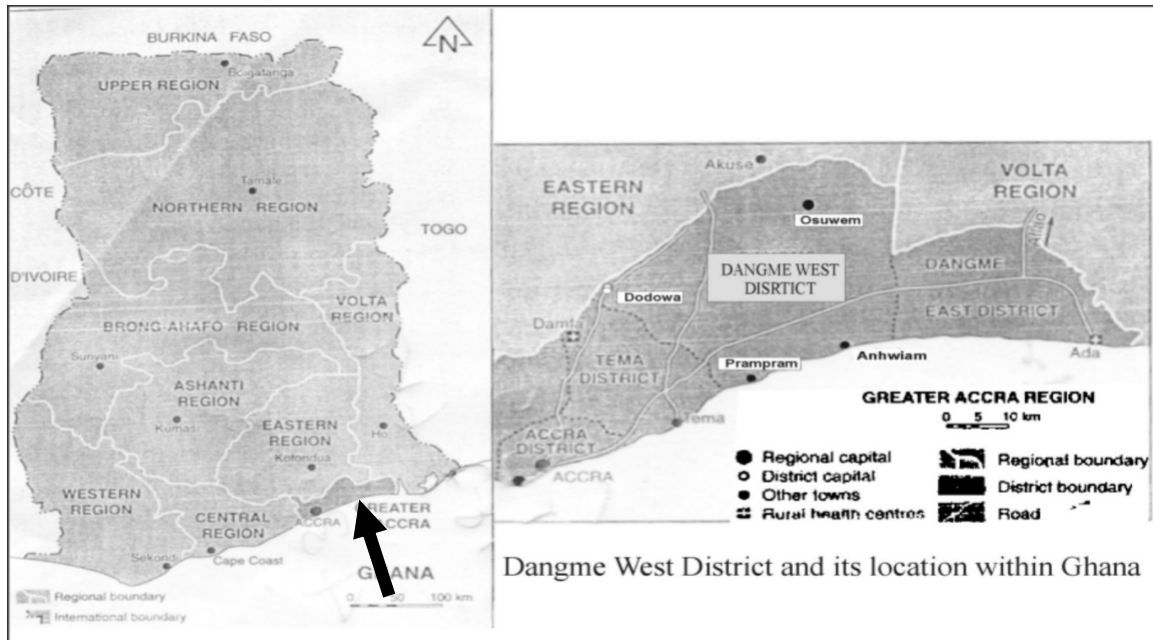 BURKINA FASO
N
Bolgatanga
UPPER REGION
Tamale
NORTHERN REGION
CÔTE
D'IVOIRE
TOGO
VOLTA
REGION
BRONG-AHAFO REGION
Sunyani
ASHANTI
REGION
Kumasi
EASTERN
REGION
Ho
Koforidua
WESTERN
REGION
CENTRAL
REGION
ACCRA
GREATER
ACCRA
Sekondi
Cape Coast
GHANA
Regional boundary
International boundary
0 50 100 km
Akuse
EASTERN
REGION
VOLTA
REGION
Osuwem
Aflao
DANGME WEST
DISRTICT
DANGME
EAST DISTRICT
Dodowa
Damfa
TEMA
DISTRICT
Prampram
Anhwiam
Ada
Tema
ACCRA
DISTRICT
ACCRA
GREATER ACCRA REGION
0 5 10 km
Regional capital
District capital
Other towns
Rural health centres
Regional boundary
District boundary
Road
Dangme West District and its location within Ghana